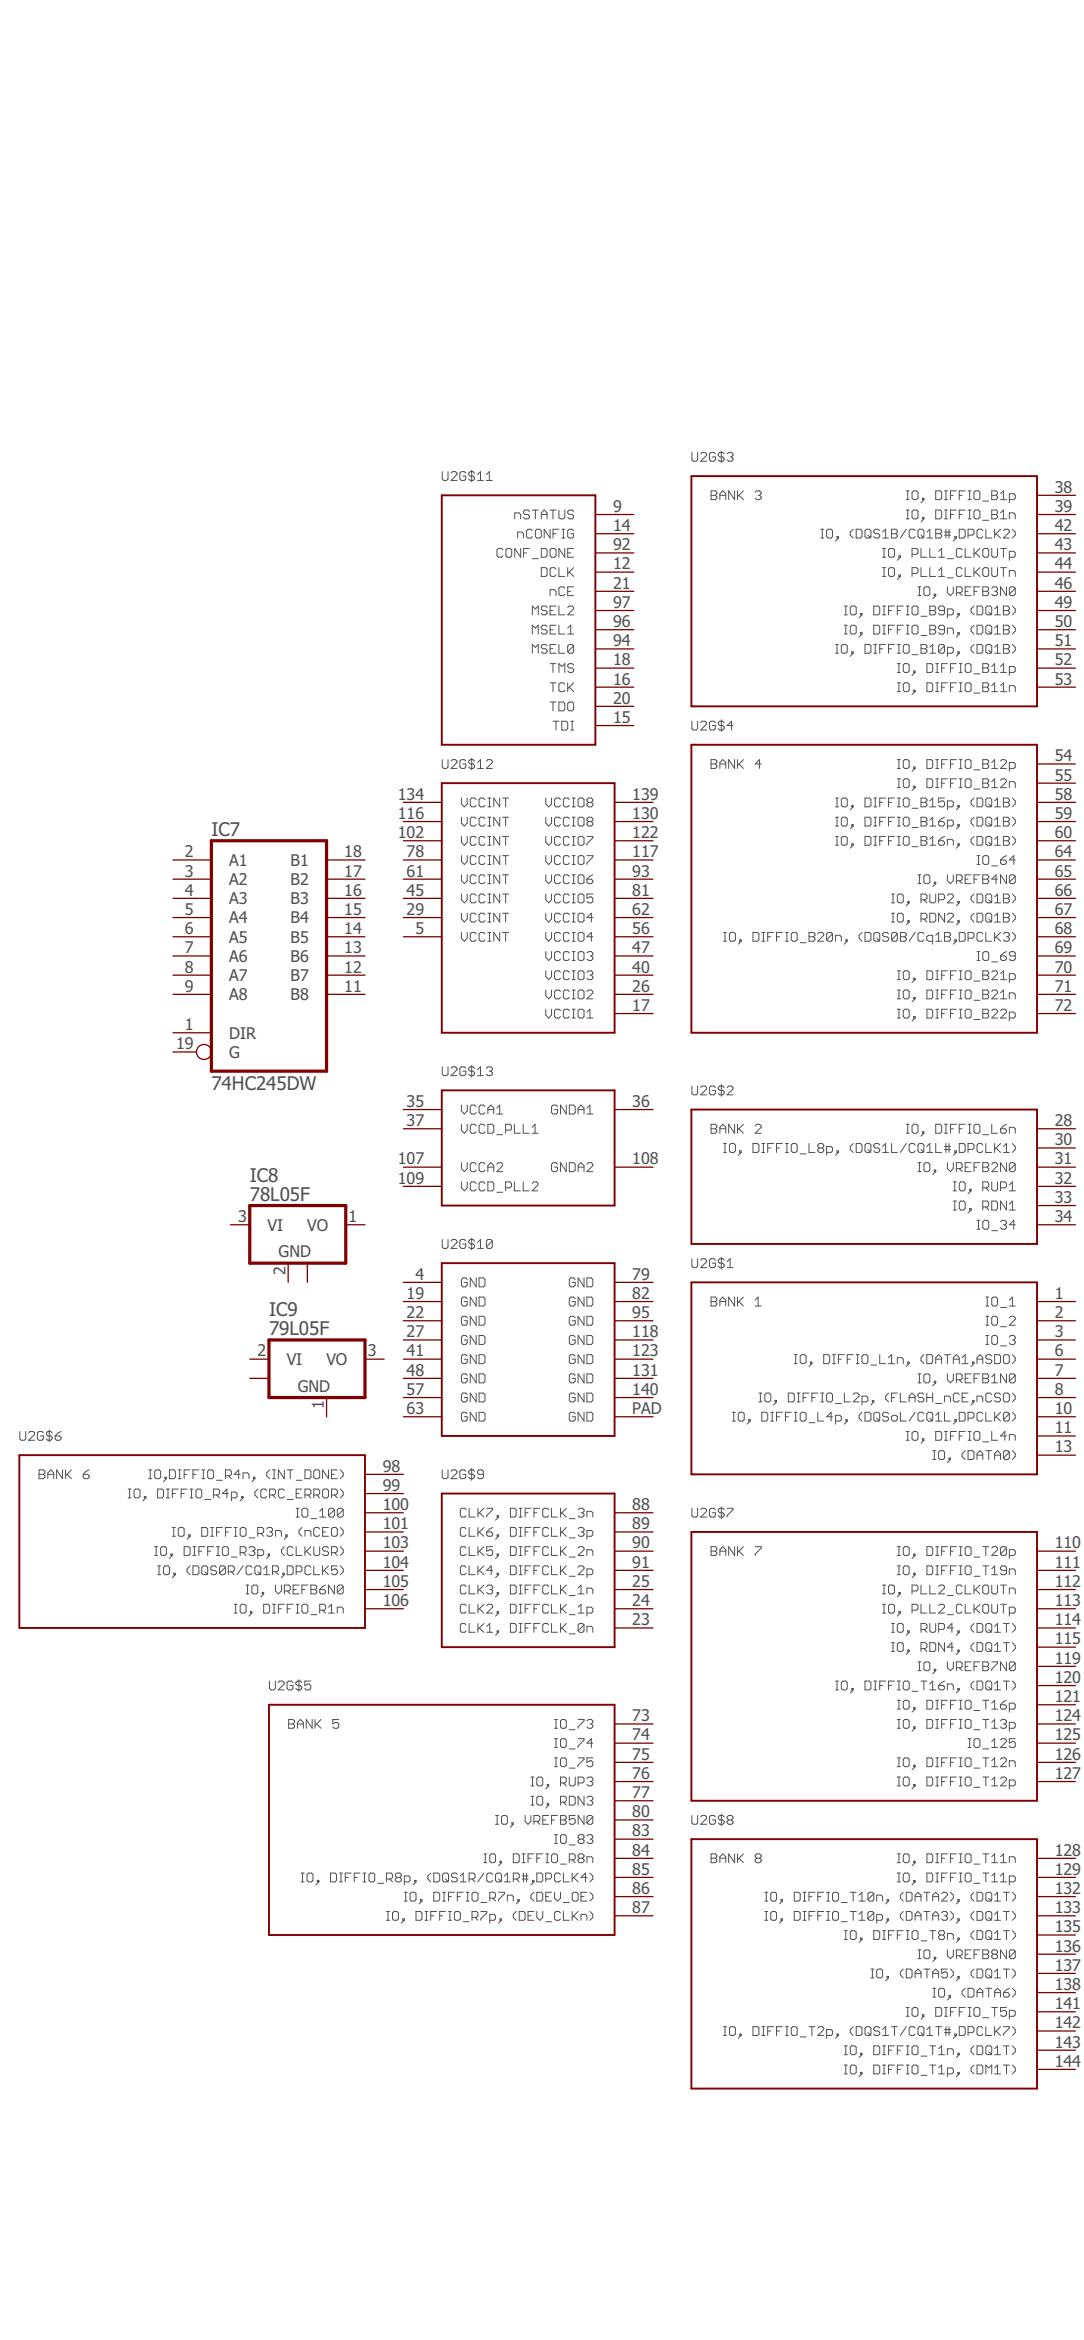 U2G$3
BANK 3 IO, DIFFIO_B1p 38
IO, DIFFIO_B1n 39
IO, (DQS1B/CQ1B#,DPCLK2) 42
IO, PLL1_CLKOUTp 43
IO, PLL1_CLKOUTn 44
IO, VREFB3N0 46
IO, DIFFIO_B9p, (DQ1B) 49
IO, DIFFIO_B9n, (DQ1B) 50
IO, DIFFIO_B10p, (DQ1B) 51
IO, DIFFIO_B11p 52
IO, DIFFIO_B11n 53
U2G$11
nSTATUS 9
nCONFIG 14
CONF_DONE 92
DCLK 12
nCE 21
MSEL2 97
MSEL1 96
MSEL0 94
TMS 18
TCK 16
TDO 20
TDI 15
U2G$4
BANK 4 IO, DIFFIO_B12p 54
IO, DIFFIO_B12n 55
IO, DIFFIO_B15p, (DQ1B) 58
IO, DIFFIO_B16p, (DQ1B) 59
IO, DIFFIO_B16n, (DQ1B) 60
IO_64 64
IO, VREFB4N0 65
IO, RUP2, (DQ1B) 66
IO, RDN2, (DQ1B) 67
IO, DIFFIO_B20n, (DQS0B/Cq1B,DPCLK3) 68
IO_69 69
IO, DIFFIO_B21p 70
IO, DIFFIO_B21n 71
IO, DIFFIO_B22p 72
U2G$12
134 VCCINT VCCIO8 139
116 VCCINT VCCIO8 130
102 VCCINT VCCIO7 122
78 VCCINT VCCIO7 117
61 VCCINT VCCIO6 93
45 VCCINT VCCIO5 81
29 VCCINT VCCIO4 62
5 VCCINT VCCIO4 56
VCCIO3 47
VCCIO3 40
VCCIO2 26
VCCIO1 17
IC7
2 A1 B1 18
3 A2 B2 17
4 A3 B3 16
5 A4 B4 15
6 A5 B5 14
7 A6 B6 13
8 A7 B7 12
9 A8 B8 11
1 DIR
19 G
74HC245DW
U2G$13
35 VCCA1 GNDA1 36
37 VCCD_PLL1
107 VCCA2 GNDA2 108
109 VCCD_PLL2
U2G$2
BANK 2 IO, DIFFIO_L6n 28
IO, DIFFIO_L8p, (DQS1L/CQ1L#,DPCLK1) 30
IO, VREFB2N0 31
IO, RUP1 32
IO, RDN1 33
IO_34 34
IC8
78L05F
3 VI VO 1
GND
2
U2G$10
4 GND GND 79
19 GND GND 82
22 GND GND 95
27 GND GND 118
41 GND GND 123
48 GND GND 131
57 GND GND 140
63 GND GND PAD
U2G$1
BANK 1 IO_1 1
IO_2 2
IO_3 3
IO, DIFFIO_L1n, (DATA1,ASDO) 6
IO, VREFB1N0 7
IO, DIFFIO_L2p, (FLASH_nCE,nCSO) 8
IO, DIFFIO_L4p, (DQSoL/CQ1L,DPCLK0) 10
IO, DIFFIO_L4n 11
IO, (DATA0) 13
IC9
79L05F
2 VI VO 3
GND
1
U2G$6
BANK 6 IO,DIFFIO_R4n, (INT_DONE) 98
IO, DIFFIO_R4p, (CRC_ERROR) 99
IO_100 100
IO, DIFFIO_R3n, (nCEO) 101
IO, DIFFIO_R3p, (CLKUSR) 103
IO, (DQS0R/CQ1R,DPCLK5) 104
IO, VREFB6N0 105
IO, DIFFIO_R1n 106
U2G$9
CLK7, DIFFCLK_3n 88
CLK6, DIFFCLK_3p 89
CLK5, DIFFCLK_2n 90
CLK4, DIFFCLK_2p 91
CLK3, DIFFCLK_1n 25
CLK2, DIFFCLK_1p 24
CLK1, DIFFCLK_0n 23
U2G$7
BANK 7 IO, DIFFIO_T20p 110
IO, DIFFIO_T19n 111
IO, PLL2_CLKOUTn 112
IO, PLL2_CLKOUTp 113
IO, RUP4, (DQ1T) 114
IO, RDN4, (DQ1T) 115
IO, VREFB7N0 119
IO, DIFFIO_T16n, (DQ1T) 120
IO, DIFFIO_T16p 121
IO, DIFFIO_T13p 124
IO_125 125
IO, DIFFIO_T12n 126
IO, DIFFIO_T12p 127
U2G$5
BANK 5 IO_73 73
IO_74 74
IO_75 75
IO, RUP3 76
IO, RDN3 77
IO, VREFB5N0 80
IO_83 83
IO, DIFFIO_R8n 84
IO, DIFFIO_R8p, (DQS1R/CQ1R#,DPCLK4) 85
IO, DIFFIO_R7n, (DEV_OE) 86
IO, DIFFIO_R7p, (DEV_CLKn) 87
U2G$8
BANK 8 IO, DIFFIO_T11n 128
IO, DIFFIO_T11p 129
IO, DIFFIO_T10n, (DATA2), (DQ1T) 132
IO, DIFFIO_T10p, (DATA3), (DQ1T) 133
IO, DIFFIO_T8n, (DQ1T) 135
IO, VREFB8N0 136
IO, (DATA5), (DQ1T) 137
IO, (DATA6) 138
IO, DIFFIO_T5p 141
IO, DIFFIO_T2p, (DQS1T/CQ1T#,DPCLK7) 142
IO, DIFFIO_T1n, (DQ1T) 143
IO, DIFFIO_T1p, (DM1T) 144